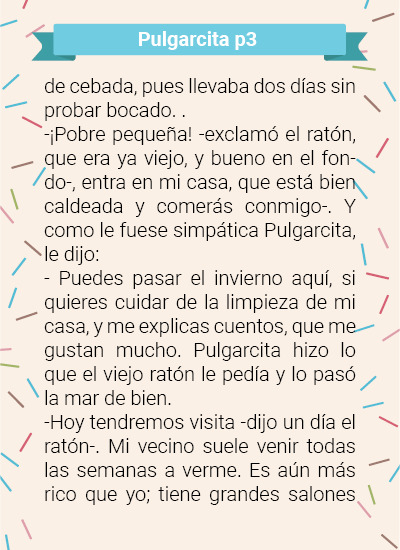 Pulgarcita p3
de cebada, pues llevaba dos días sin
probar bocado. .
-¡Pobre pequeña! -exclamó el ratón,
que era ya viejo, y bueno en el fon-
do-, entra en mi casa, que está bien
caldeada y comerás conmigo-. Y
como le fuese simpática Pulgarcita,
le dijo:
- Puedes pasar el invierno aquí, si
quieres cuidar de la limpieza de mi
casa, y me explicas cuentos, que me
gustan mucho. Pulgarcita hizo lo
que el viejo ratón le pedía y lo pasó
la mar de bien.
-Hoy tendremos visita -dijo un día el
ratón-. Mi vecino suele venir todas
las semanas a verme. Es aún más
rico que yo; tiene grandes salones